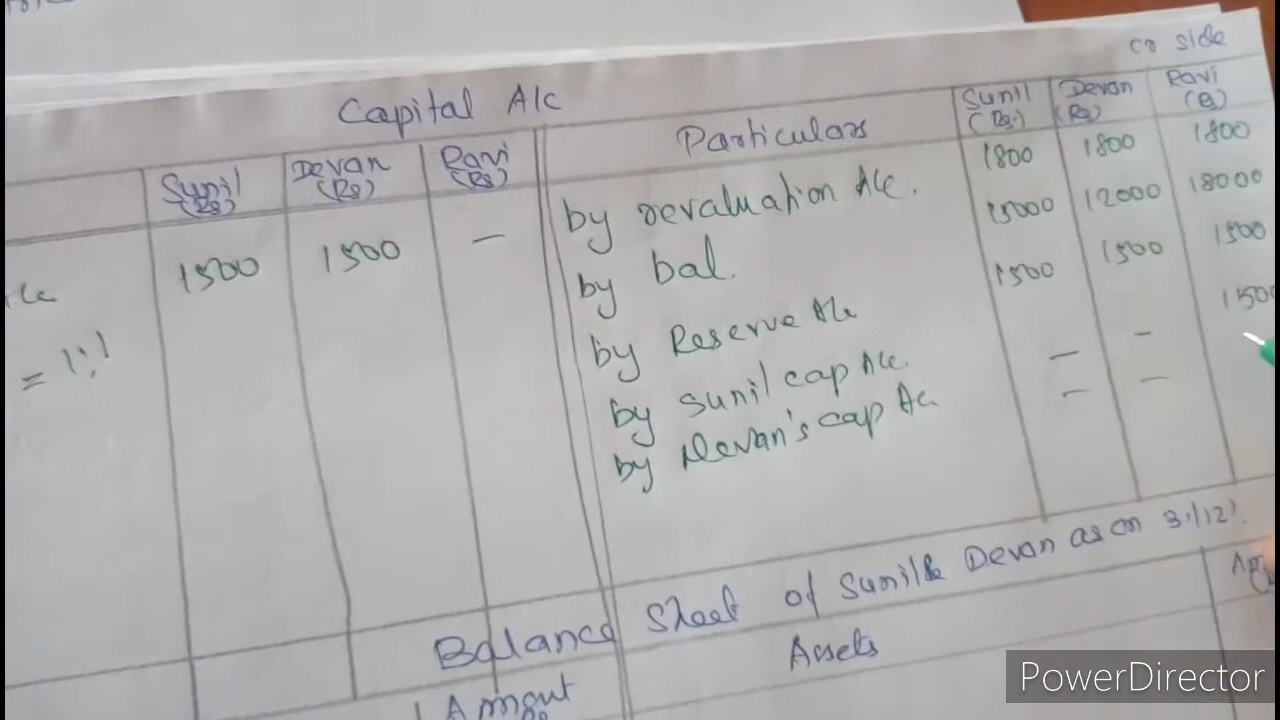 cr side
Capital A/c
Sunil (Rs) Devan (Rs) Ravi (Rs) Particulars Sunil (Rs.) Devan (Rs) Ravi (Rs)
1500 1500 — by revaluation A/c. 1800 1800 1800
by bal. 15000 12000 18000
= 1:1 by Reserve A/c 1500 1500 1500
by Sunil cap A/c. — — 1500
by Devan's cap Ac — —
Balance Sheet of Sunil & Devan as on 31/12/
Amount Assets
PowerDirector